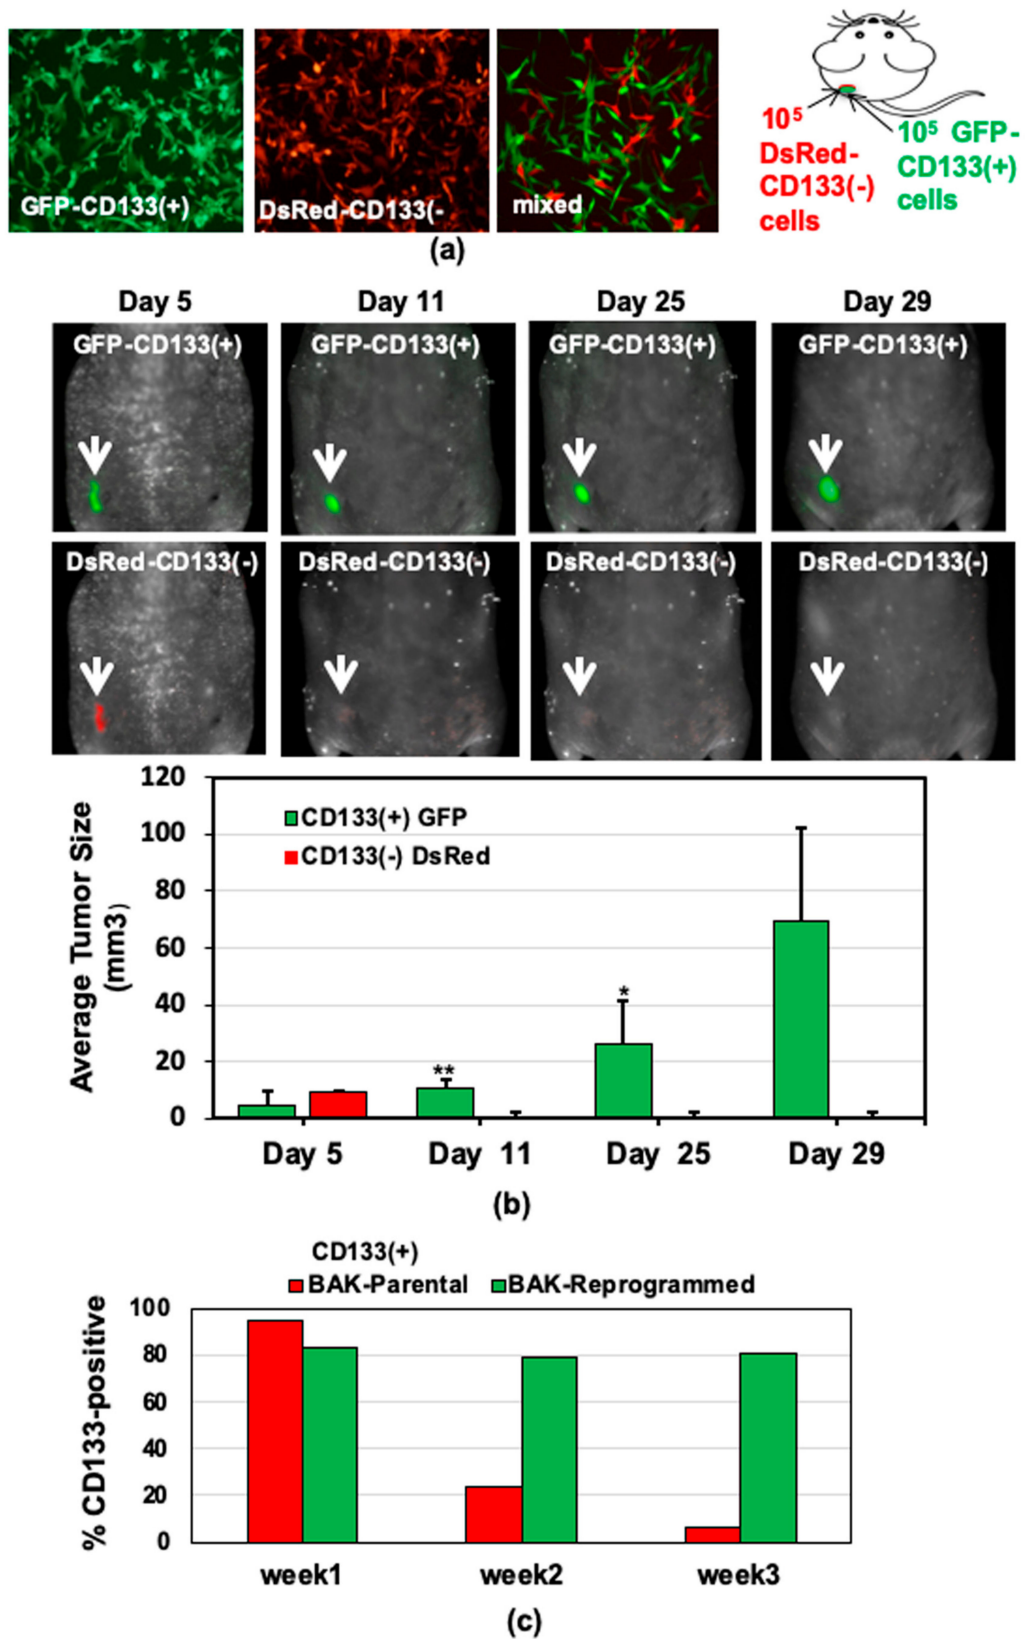 GFP-CD133(+)
DsRed-CD133(-
mixed
10⁵
DsRed-
CD133(-)
cells
10⁵ GFP-
CD133(+)
cells
(a)
Day 5
Day 11
Day 25
Day 29
GFP-CD133(+)
GFP-CD133(+)
GFP-CD133(+)
GFP-CD133(+)
DsRed-CD133(-)
DsRed-CD133(-)
DsRed-CD133(-)
DsRed-CD133(-)
Average Tumor Size
(mm3)
120
100
80
60
40
20
0
CD133(+) GFP
CD133(-) DsRed
**
*
Day 5
Day 11
Day 25
Day 29
(b)
CD133(+)
BAK-Parental
BAK-Reprogrammed
% CD133-positive
100
80
60
40
20
0
week1
week2
week3
(c)